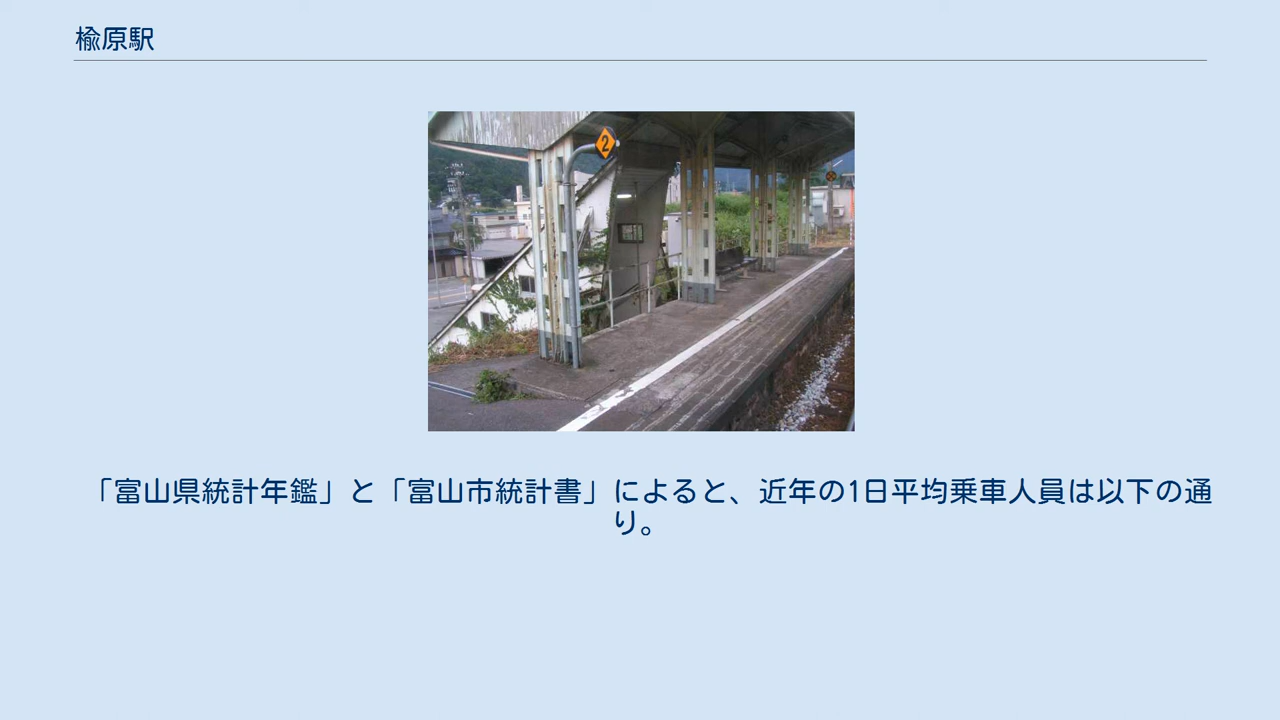 楡原駅
2
「富山県統計年鑑」と「富山市統計書」によると、近年の1日平均乗車人員は以下の通
り。